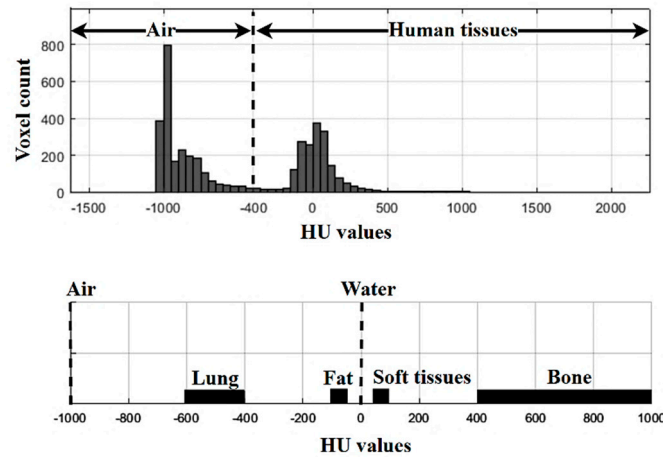 Air
Human tissues
Voxel count
800
600
400
200
0
-1500 -1000 -400 0 500 1000 1500 2000
HU values
Air Water
Lung Fat Soft tissues Bone
-1000 -800 -600 -400 -200 0 200 400 600 800 1000
HU values